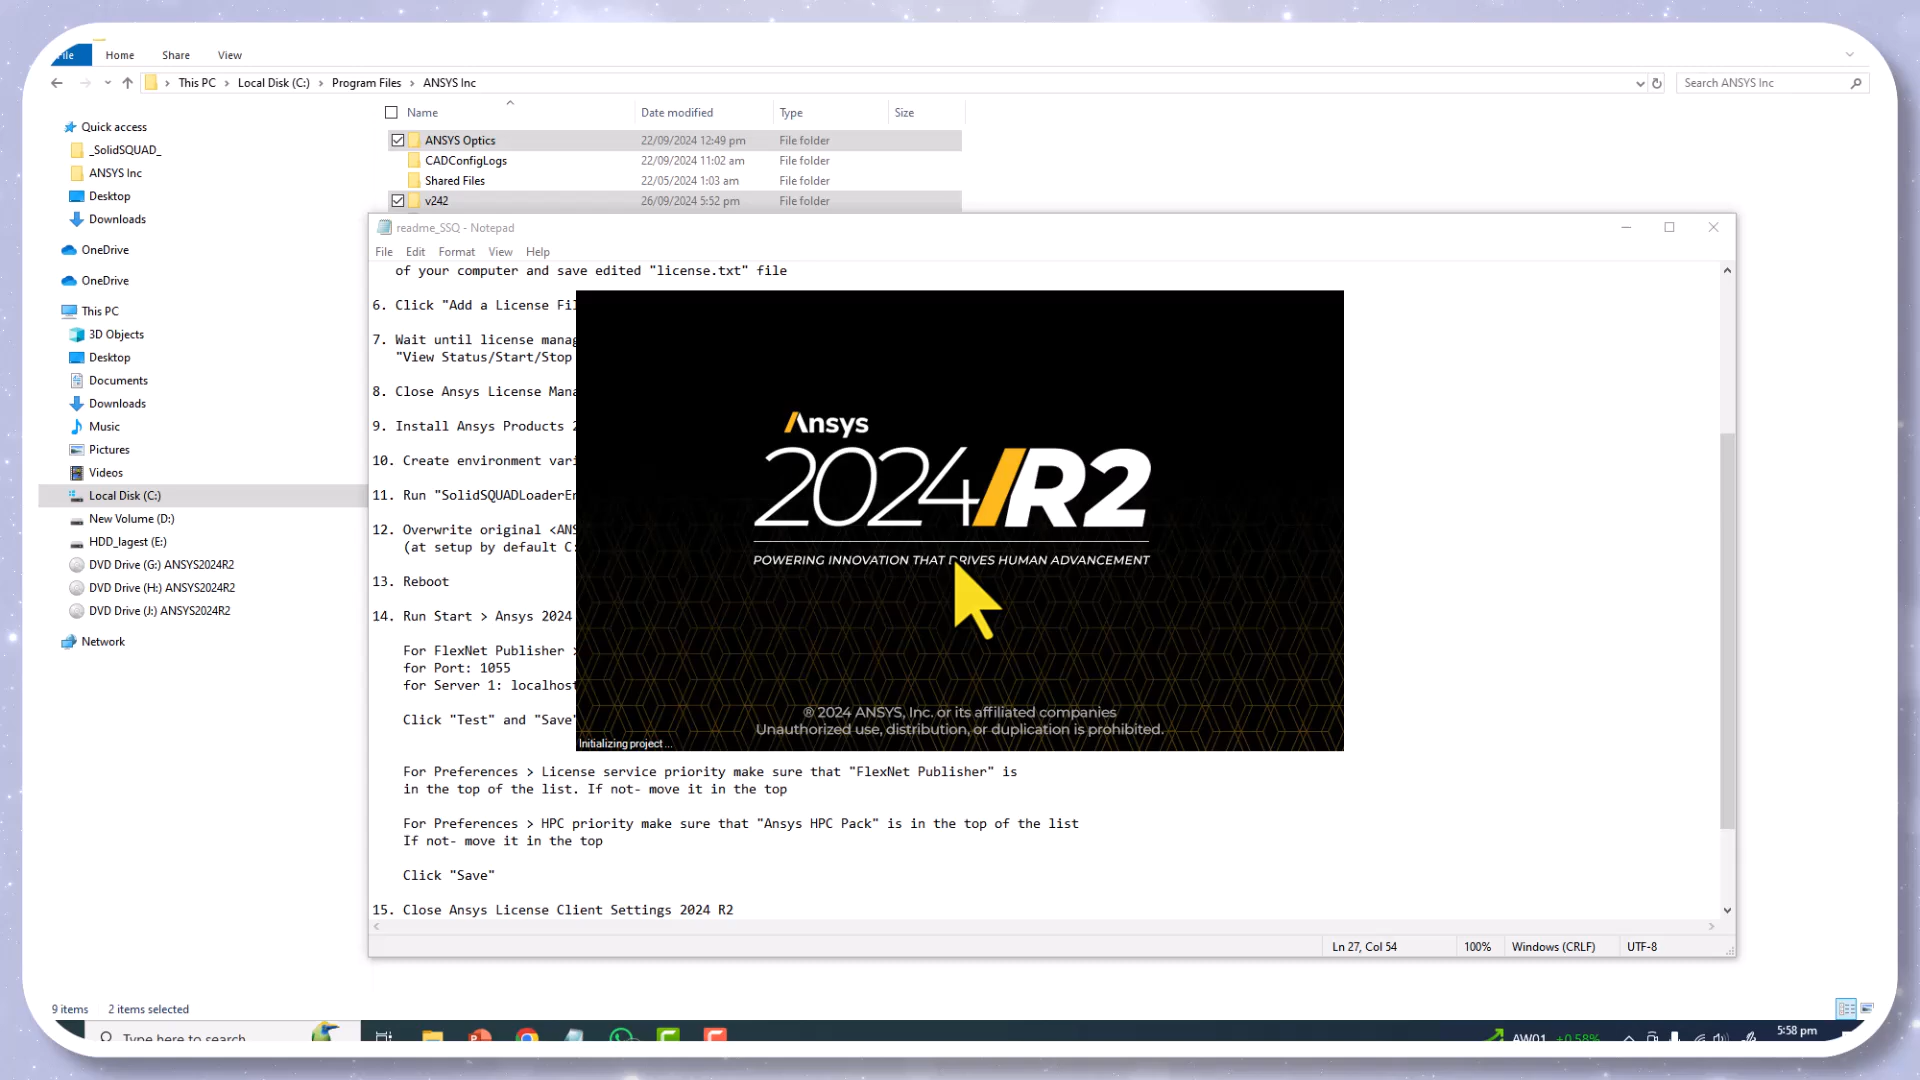 File
Home
Share
View
This PC
Local Disk (C:)
Program Files
ANSYS Inc
Search ANSYS Inc
Name
Date modified
Type
Size
Quick access
_SolidSQUAD_
ANSYS Inc
Desktop
Downloads
OneDrive
OneDrive
This PC
3D Objects
Desktop
Documents
Downloads
Music
Pictures
Videos
Local Disk (C:)
New Volume (D:)
HDD_lagest (E:)
DVD Drive (G:) ANSYS2024R2
DVD Drive (H:) ANSYS2024R2
DVD Drive (J:) ANSYS2024R2
Network
ANSYS Optics 22/09/2024 12:49 pm File folder
CADConfigLogs 22/09/2024 11:02 am File folder
Shared Files 22/05/2024 1:03 am File folder
v242 26/09/2024 5:52 pm File folder
readme_SSQ - Notepad
File Edit Format View Help
of your computer and save edited "license.txt" file
6. Click "Add a License Fil
7. Wait until license manag
"View Status/Start/Stop
8. Close Ansys License Mana
9. Install Ansys Products 2
10. Create environment vari
11. Run "SolidSQUADLoaderEn
12. Overwrite original <ANS
(at setup by default C:
13. Reboot
14. Run Start > Ansys 2024
For FlexNet Publisher >
for Port: 1055
for Server 1: localhost
Click "Test" and "Save"
For Preferences > License service priority make sure that "FlexNet Publisher" is
in the top of the list. If not- move it in the top
For Preferences > HPC priority make sure that "Ansys HPC Pack" is in the top of the list
If not- move it in the top
Click "Save"
15. Close Ansys License Client Settings 2024 R2
Ansys
2024 R2
POWERING INNOVATION THAT DRIVES HUMAN ADVANCEMENT
® 2024 ANSYS, Inc. or its affiliated companies
Unauthorized use, distribution, or duplication is prohibited.
Initializing project ...
Ln 27, Col 54
100%
Windows (CRLF)
UTF-8
9 items
2 items selected
Type here to search
AW01 +0.58%
5:58 pm